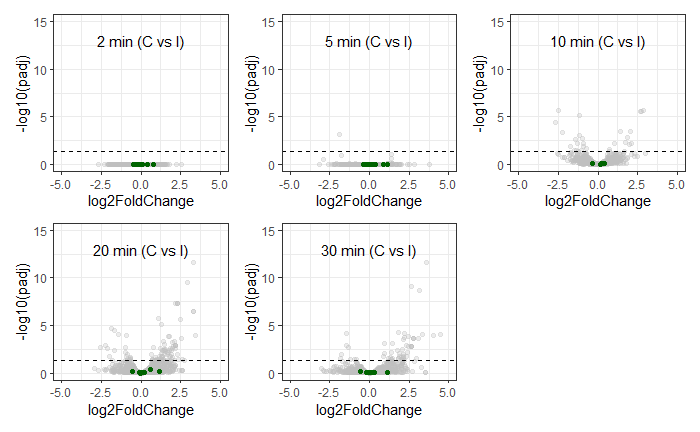 2 min (C vs I)
15
10
5
0
-log10(padj)
-5.0 -2.5 0.0 2.5 5.0
log2FoldChange
5 min (C vs I)
15
10
5
0
-log10(padj)
-5.0 -2.5 0.0 2.5 5.0
log2FoldChange
10 min (C vs I)
15
10
5
0
-log10(padj)
-5.0 -2.5 0.0 2.5 5.0
log2FoldChange
20 min (C vs I)
15
10
5
0
-log10(padj)
-5.0 -2.5 0.0 2.5 5.0
log2FoldChange
30 min (C vs I)
15
10
5
0
-log10(padj)
-5.0 -2.5 0.0 2.5 5.0
log2FoldChange